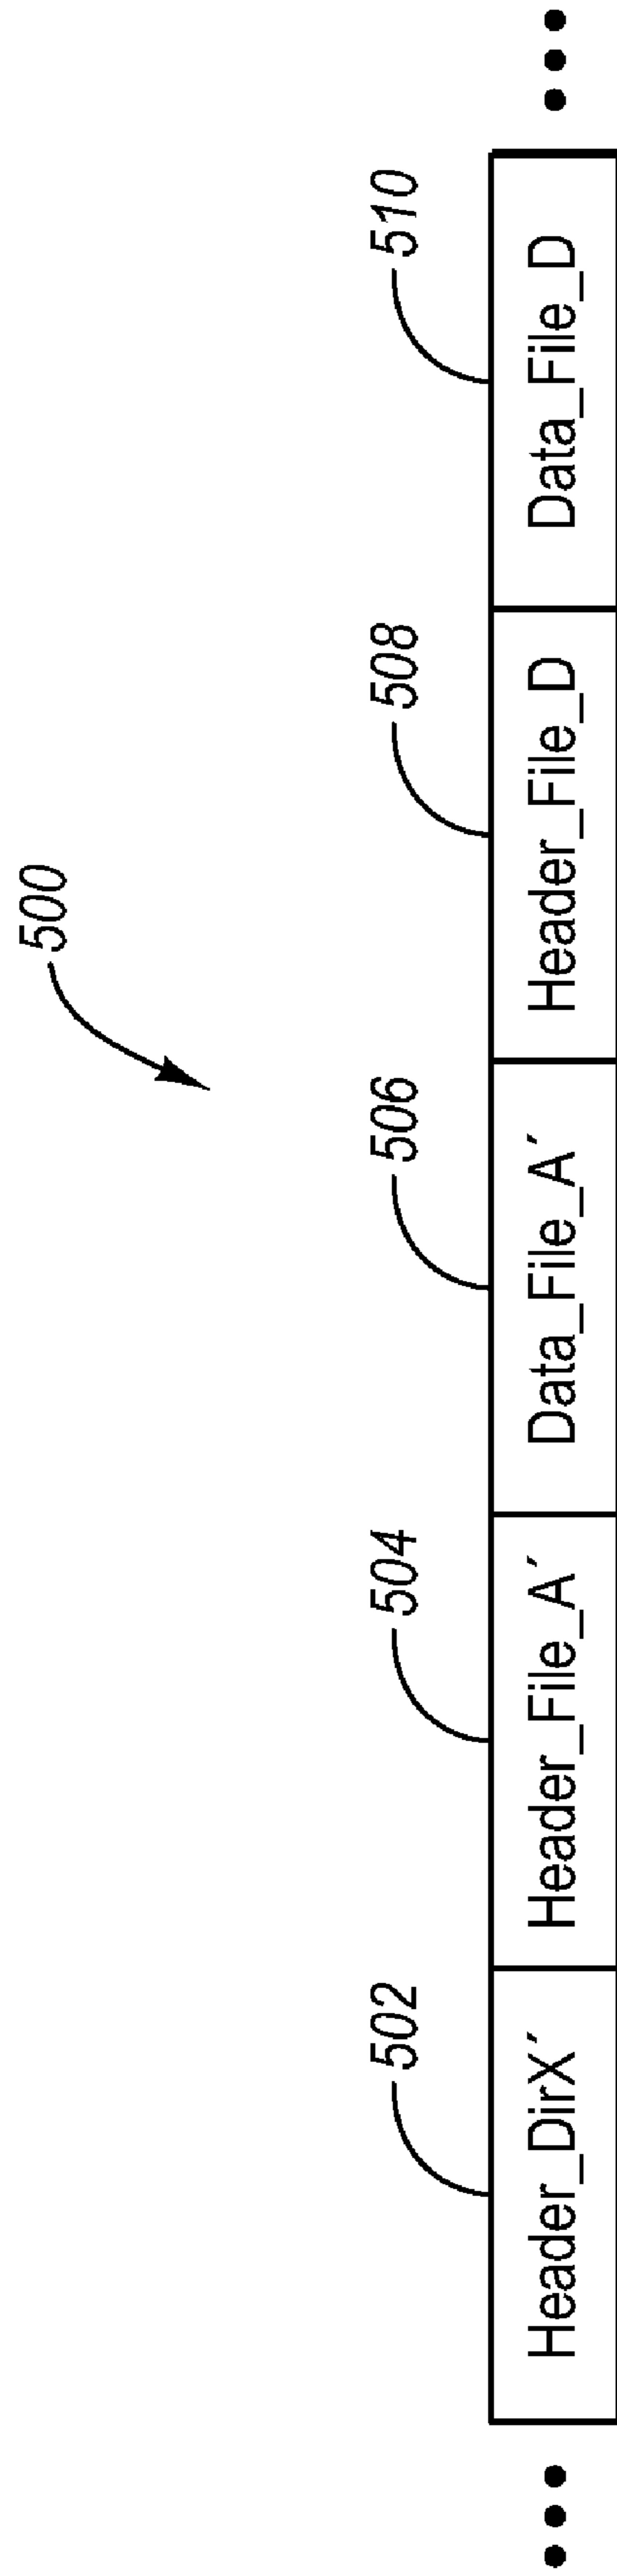 500
502 504 506 508 510
••• Header_DirX´ Header_File_A´ Data_File_A´ Header_File_D Data_File_D •••